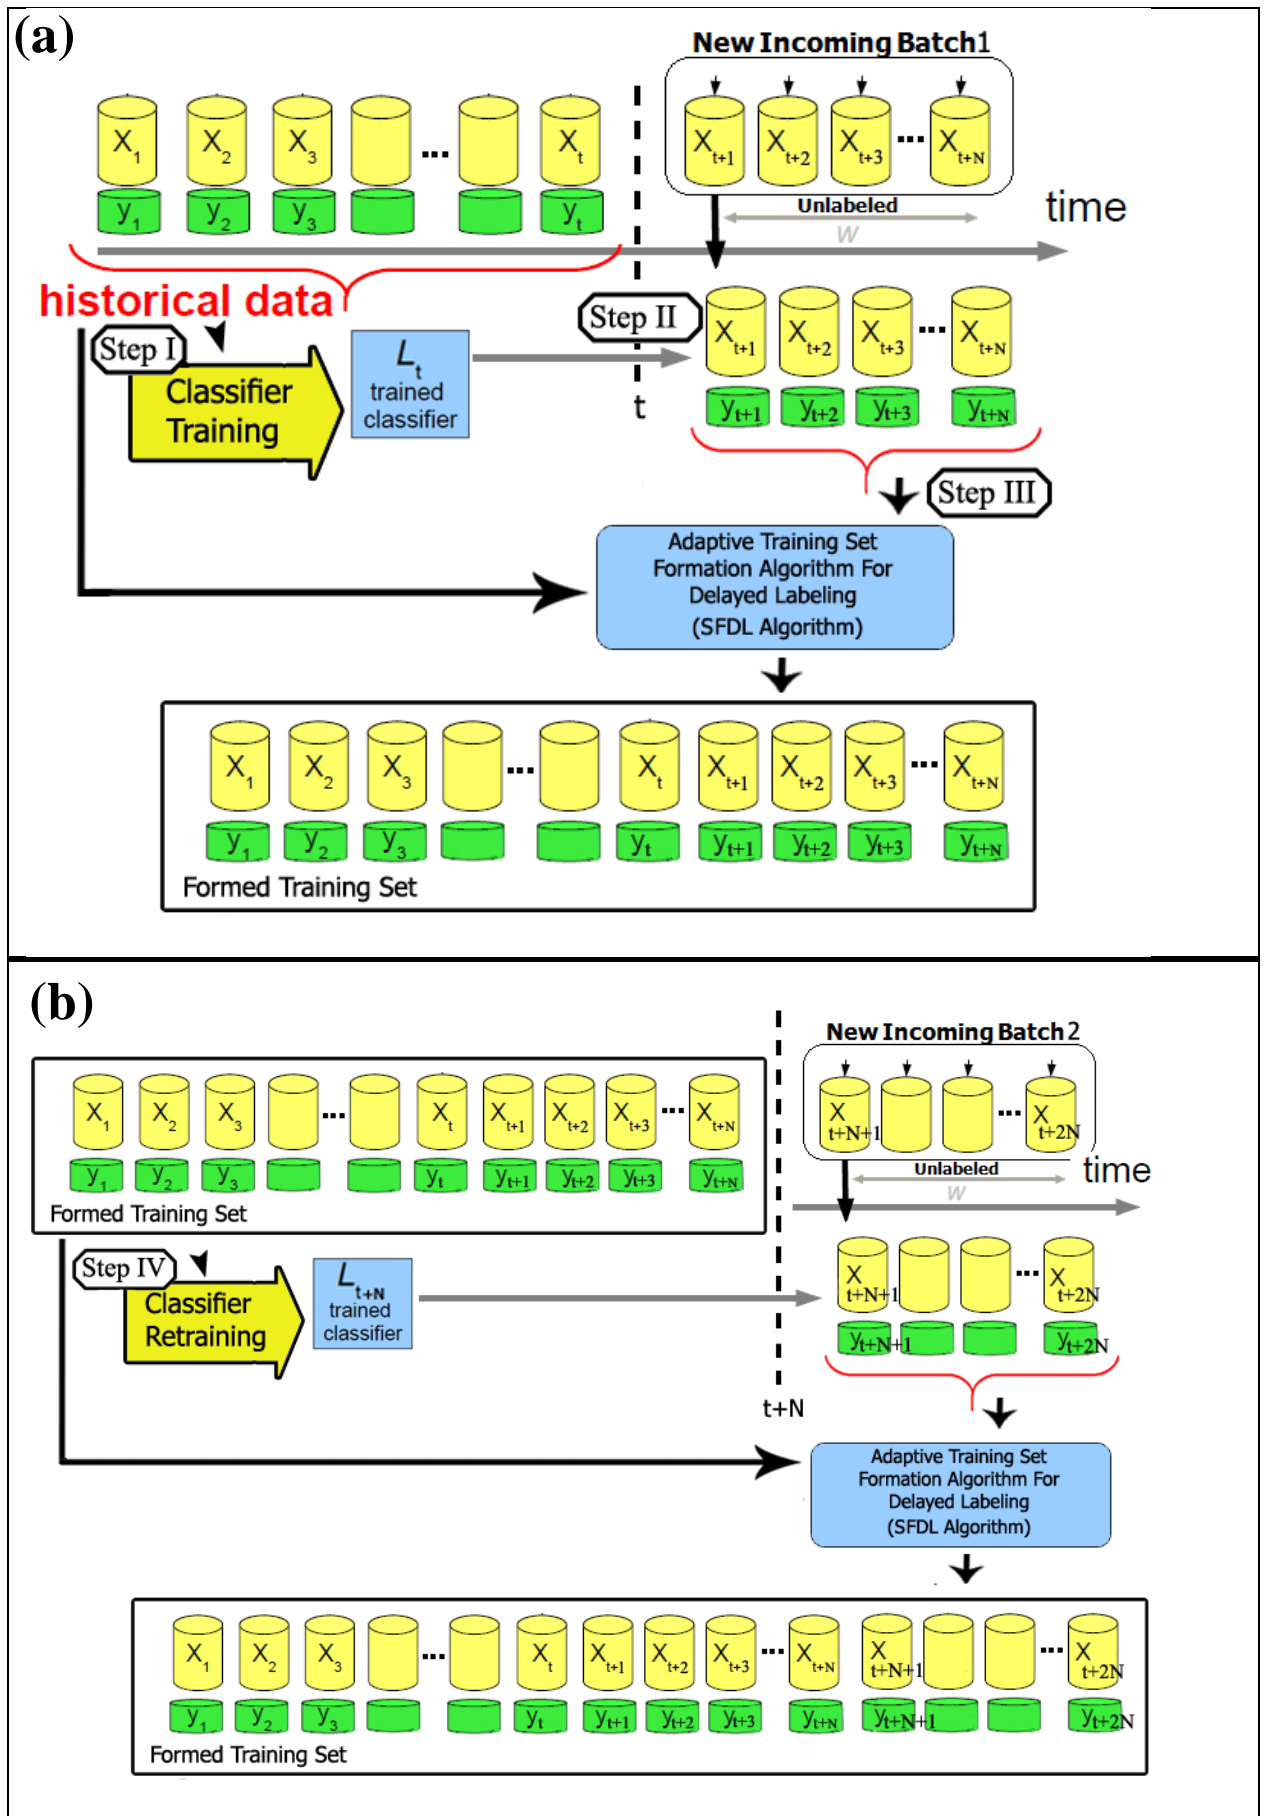 (a)
New Incoming Batch1
X1 X2 X3 ... Xt
Xt+1 Xt+2 Xt+3 ... Xt+N
y1 y2 y3 yt
Unlabeled
W
time
historical data
Step I
Classifier
Training
Lt
trained
classifier
Step II
t
Xt+1 Xt+2 Xt+3 ... Xt+N
yt+1 yt+2 yt+3 yt+N
Step III
Adaptive Training Set
Formation Algorithm For
Delayed Labeling
(SFDL Algorithm)
X1 X2 X3 ... Xt Xt+1 Xt+2 Xt+3 ... Xt+N
y1 y2 y3 yt yt+1 yt+2 yt+3 yt+N
Formed Training Set
(b)
New Incoming Batch2
X1 X2 X3 ... Xt Xt+1 Xt+2 Xt+3 ... Xt+N
y1 y2 y3 yt yt+1 yt+2 yt+3 yt+N
Formed Training Set
Xt+N+1 ... Xt+2N
Unlabeled
W
time
Step IV
Classifier
Retraining
Lt+N
trained
classifier
t+N
Xt+N+1 ... Xt+2N
yt+N+1 yt+2N
Adaptive Training Set
Formation Algorithm For
Delayed Labeling
(SFDL Algorithm)
X1 X2 X3 ... Xt Xt+1 Xt+2 Xt+3 ... Xt+N Xt+N+1 ... Xt+2N
y1 y2 y3 yt yt+1 yt+2 yt+3 yt+N yt+N+1 yt+2N
Formed Training Set